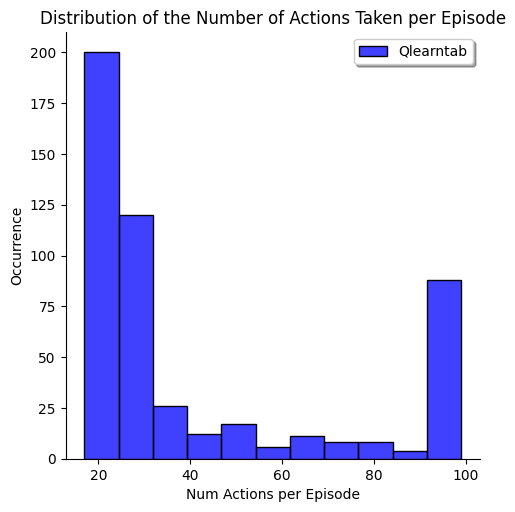 Distribution of the Number of Actions Taken per Episode
Qlearntab
200
175
150
125
100
75
50
25
0
Occurrence
20 40 60 80 100
Num Actions per Episode